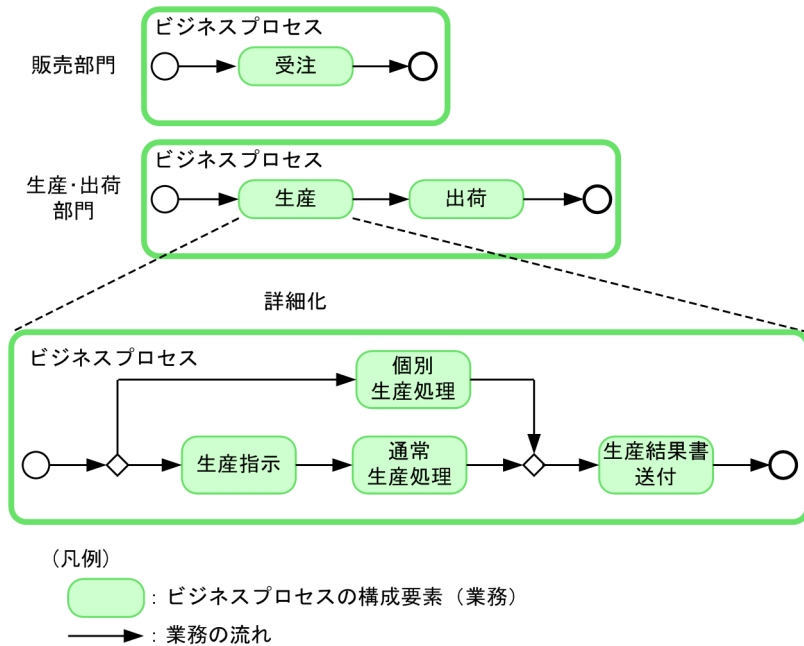 ビジネスプロセス
販売部門
受注
ビジネスプロセス
生産・出荷
部門
生産
出荷
詳細化
ビジネスプロセス
個別
生産処理
生産指示
通常
生産処理
生産結果書
送付
（凡例）
：ビジネスプロセスの構成要素（業務）
：業務の流れ